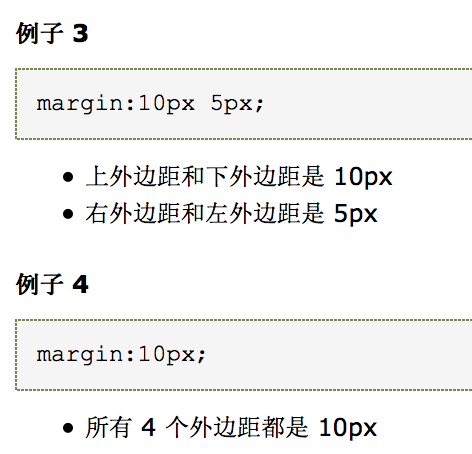 例子 3
margin:10px 5px;
上外边距和下外边距是 10px
右外边距和左外边距是 5px
例子 4
margin:10px;
所有 4 个外边距都是 10px